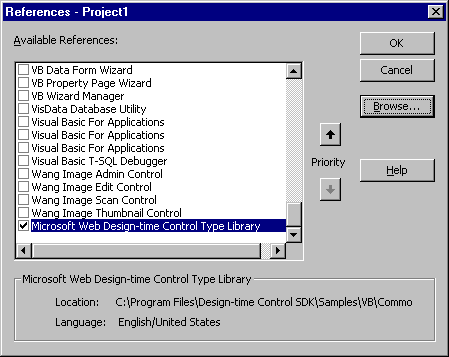 References - Project1
Available References:
OK
Cancel
Browse...
Help
VB Data Form Wizard
VB Property Page Wizard
VB Wizard Manager
VisData Database Utility
Visual Basic For Applications
Visual Basic For Applications
Visual Basic For Applications
Visual Basic T-SQL Debugger
Wang Image Admin Control
Wang Image Edit Control
Wang Image Scan Control
Wang Image Thumbnail Control
Microsoft Web Design-time Control Type Library
Priority
Microsoft Web Design-time Control Type Library
Location: C:\Program Files\Design-time Control SDK\Samples\VB\Commo
Language: English/United States